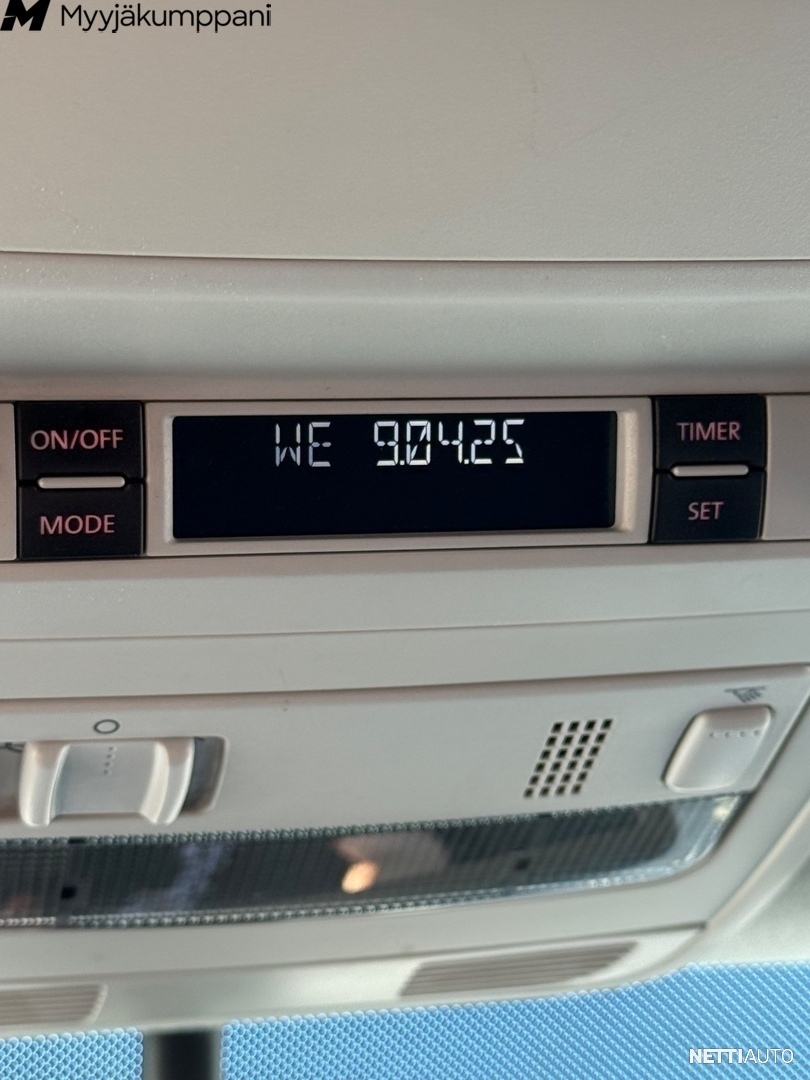 Myyjäkumppani
ON/OFF
WE 9.04.25
TIMER
MODE
SET
NETTIAUTO